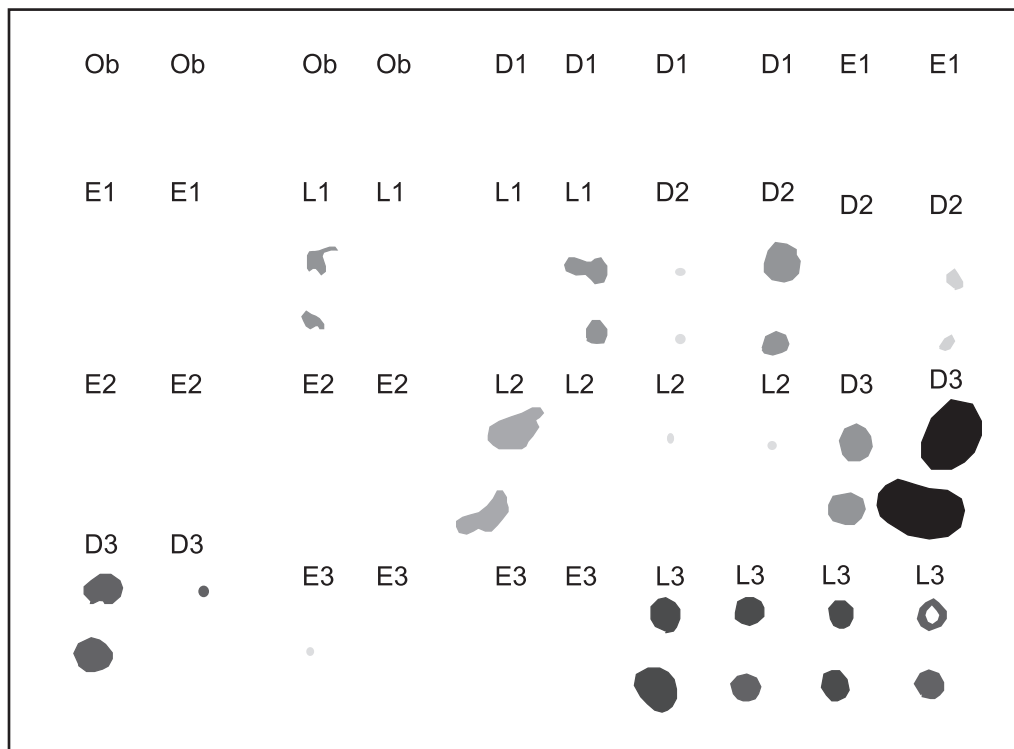 Ob Ob Ob Ob D1 D1 D1 D1 E1 E1
E1 E1 L1 L1 L1 L1 D2 D2 D2 D2
E2 E2 E2 E2 L2 L2 L2 L2 D3 D3
D3 D3 E3 E3 E3 E3 L3 L3 L3 L3